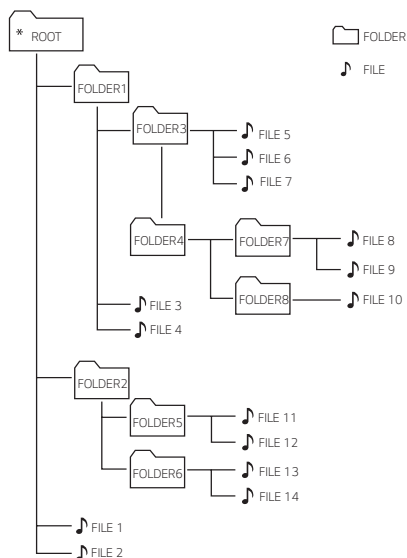 * ROOT
FOLDER
FILE
FOLDER1
FOLDER3
FILE 5
FILE 6
FILE 7
FOLDER4
FOLDER7
FILE 8
FILE 9
FOLDER8
FILE 10
FILE 3
FILE 4
FOLDER2
FOLDER5
FILE 11
FILE 12
FOLDER6
FILE 13
FILE 14
FILE 1
FILE 2